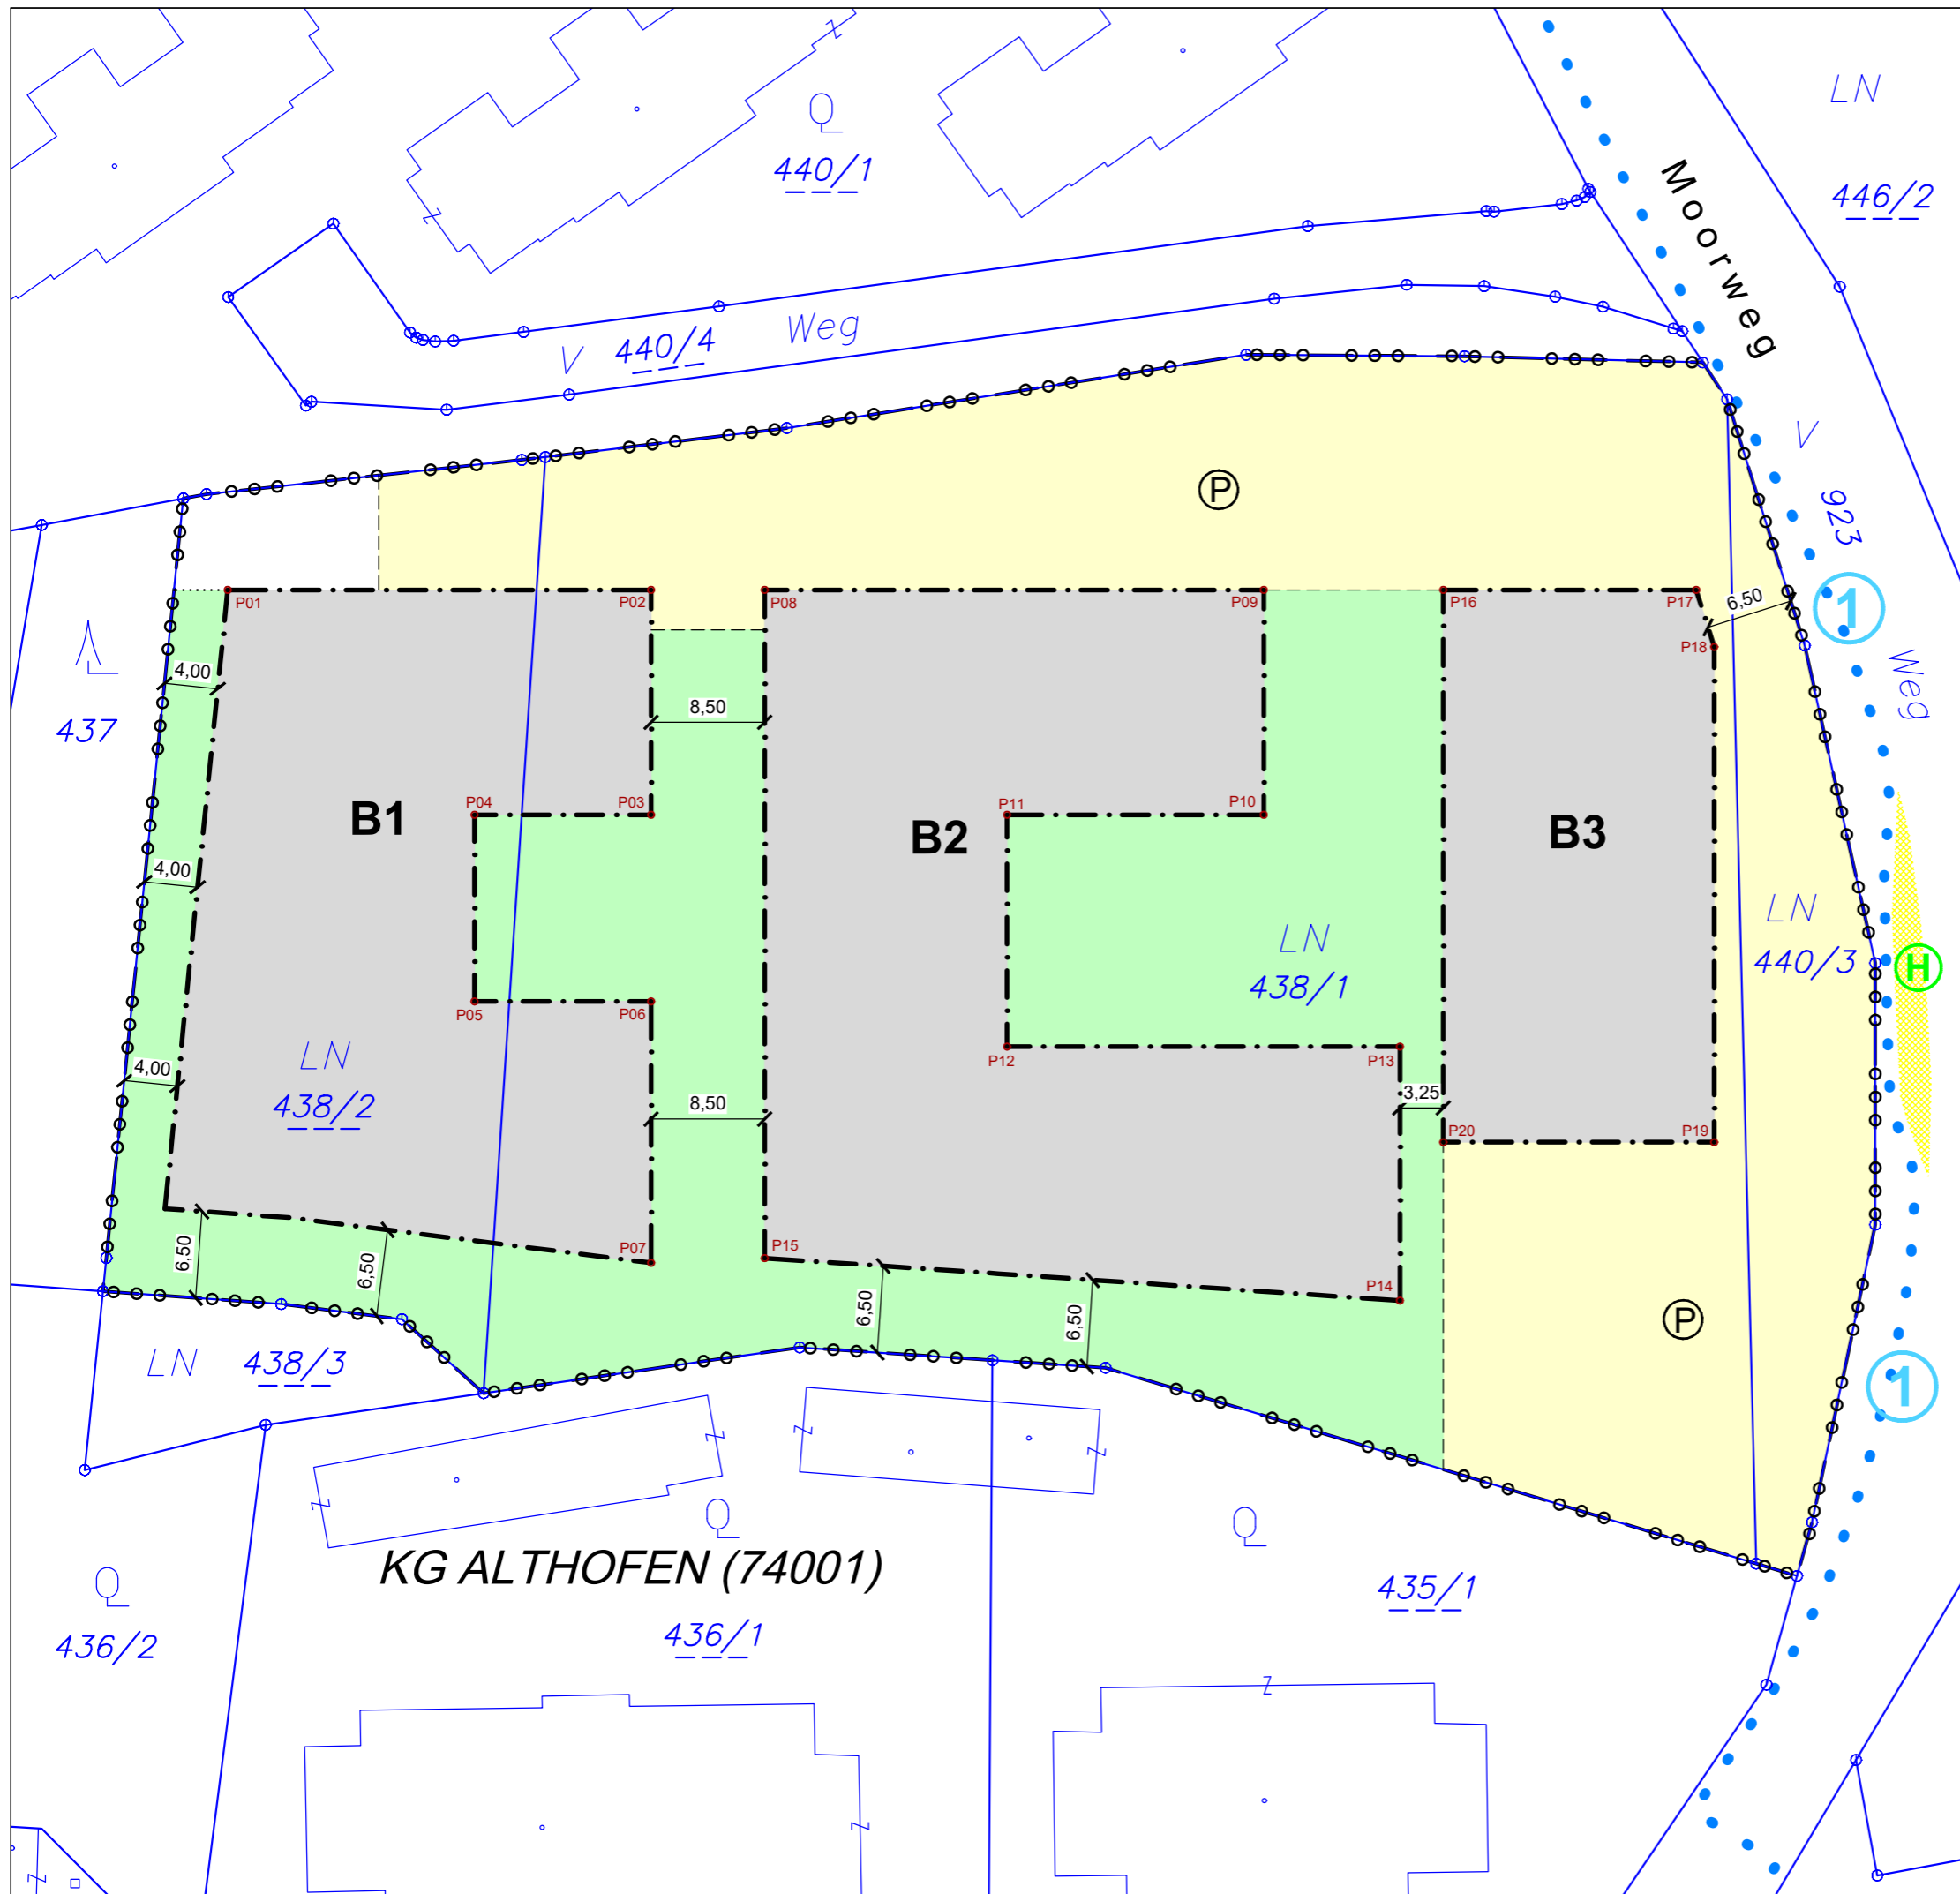 LN
440/1
446/2
Moorweg
Weg
V 440/4
V
923
P
P01
P02
P08
P09
P16
P17
6,50
1
P18
Weg
4,00
437
8,50
B1
P04
P03
P11
P10
B2
B3
4,00
LN
LN
438/1
440/3
H
P05
P06
LN
P12
P13
4,00
438/2
8,50
3,25
P20
P19
6,50
6,50
P07
P15
6,50
6,50
P14
P
LN 438/3
1
KG ALTHOFEN (74001)
435/1
436/2
436/1